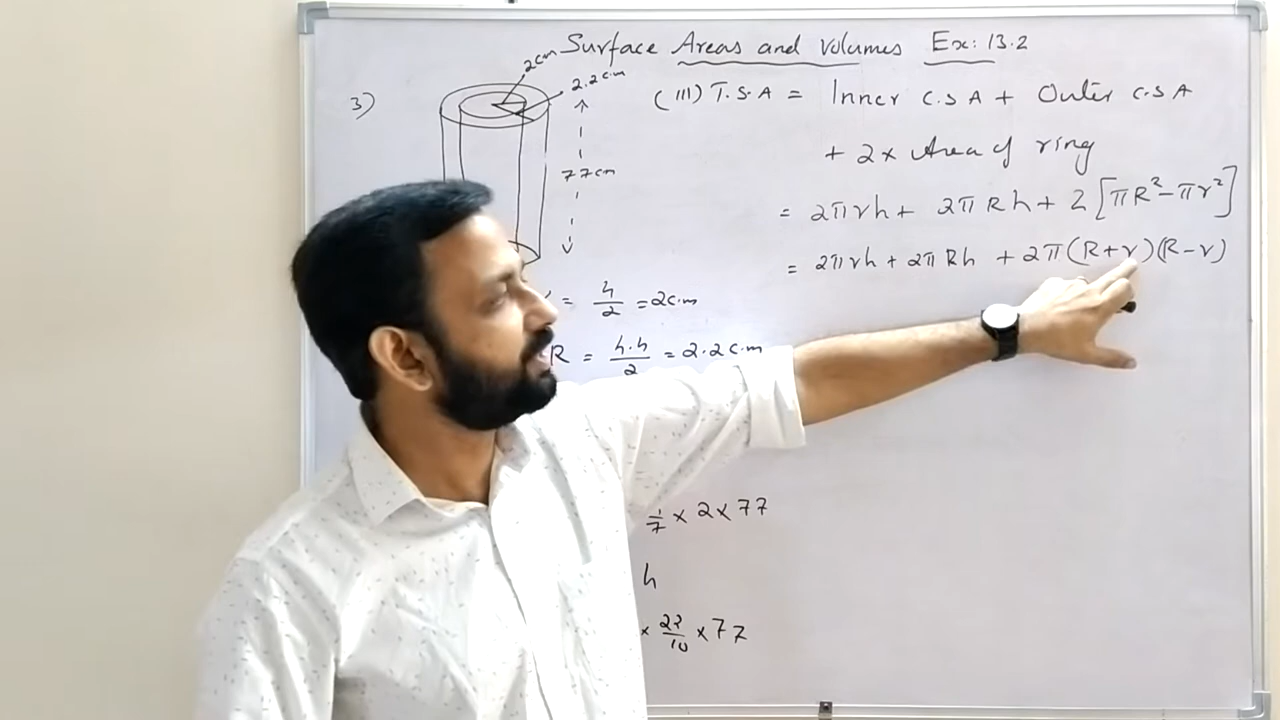 Surface Areas and volumes Ex: 13.2
3)
2cm
2.2cm
77cm
(III) T.S.A = Inner C.S A + Outer C.S A
+ 2 x Area of ring
= 2πrh + 2πRh + 2[πR²-πr²]
= 2πrh + 2πRh + 2π(R+r)(R-r)
= 4/2 = 2c.m
R = 4.4/2 = 2.2c.m
/7 x 2 x 77
h
x 22/10 x 77